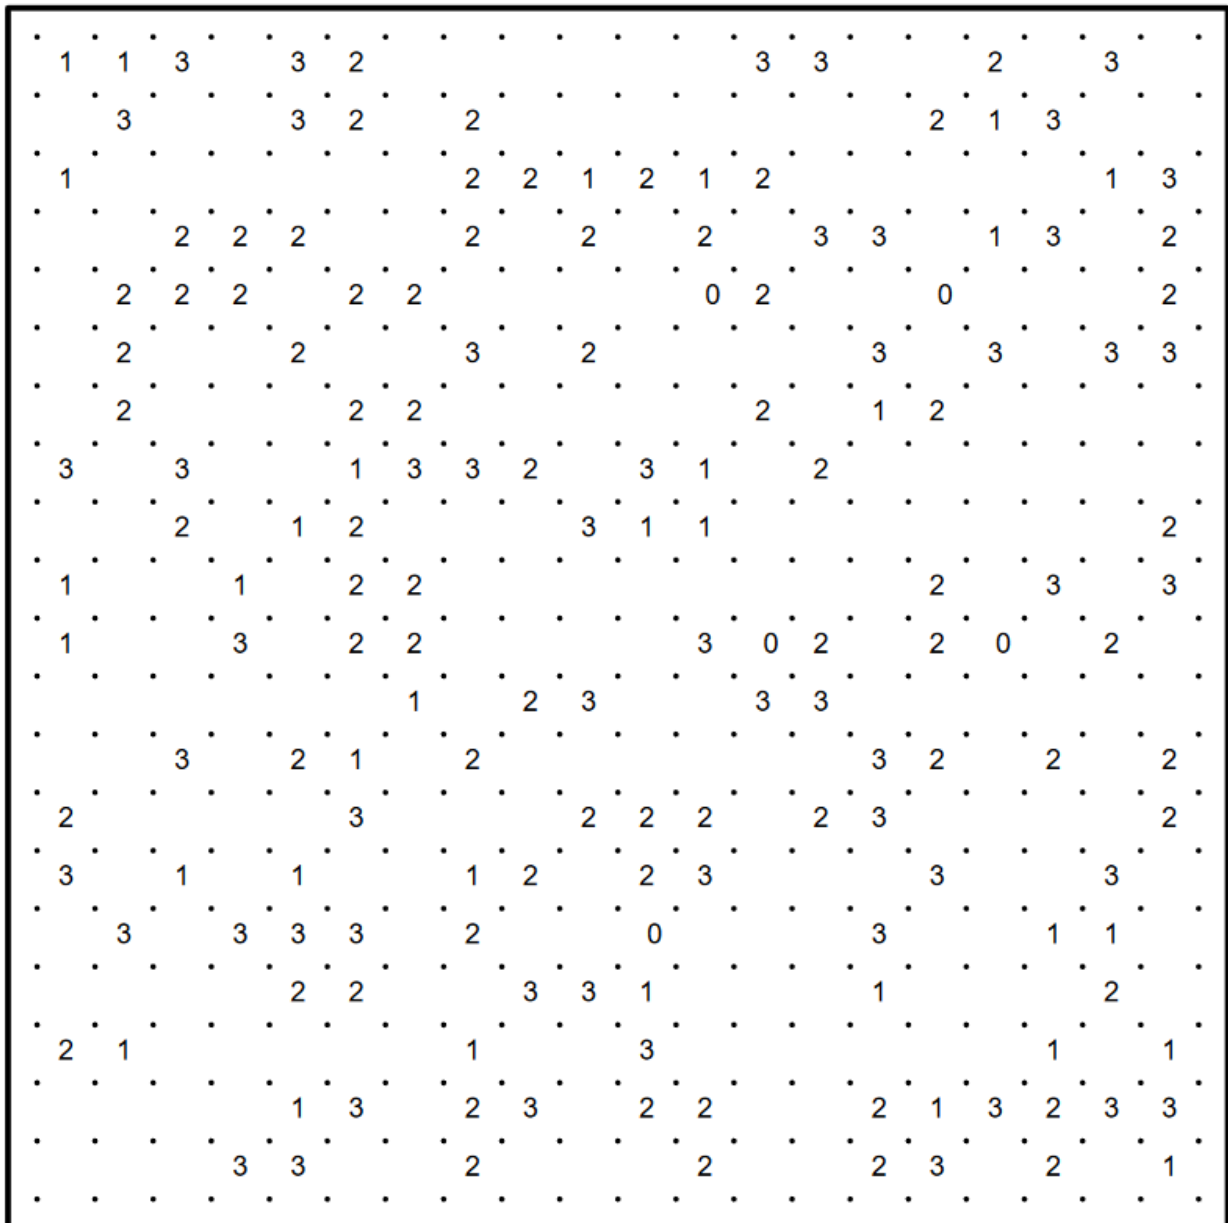 1 1 3 3 2 3 3 2 3
3 3 2 2 2 1 3
1 2 2 1 2 1 2 1 3
2 2 2 2 2 2 3 3 1 3 2
2 2 2 2 2 0 2 0 2
2 2 3 2 3 3 3 3
2 2 2 2 1 2
3 3 1 3 3 2 3 1 2
2 1 2 3 1 1 2
1 1 2 2 2 3 3
1 3 2 2 3 0 2 2 0 2
1 2 3 3 3
3 2 1 2 3 2 2 2
2 3 2 2 2 2 3 2
3 1 1 1 2 2 3 3 3
3 3 3 3 2 0 3 1 1
2 2 3 3 1 1 2
2 1 1 3 1 1
1 3 2 3 2 2 2 1 3 2 3 3
3 3 2 2 2 3 2 1